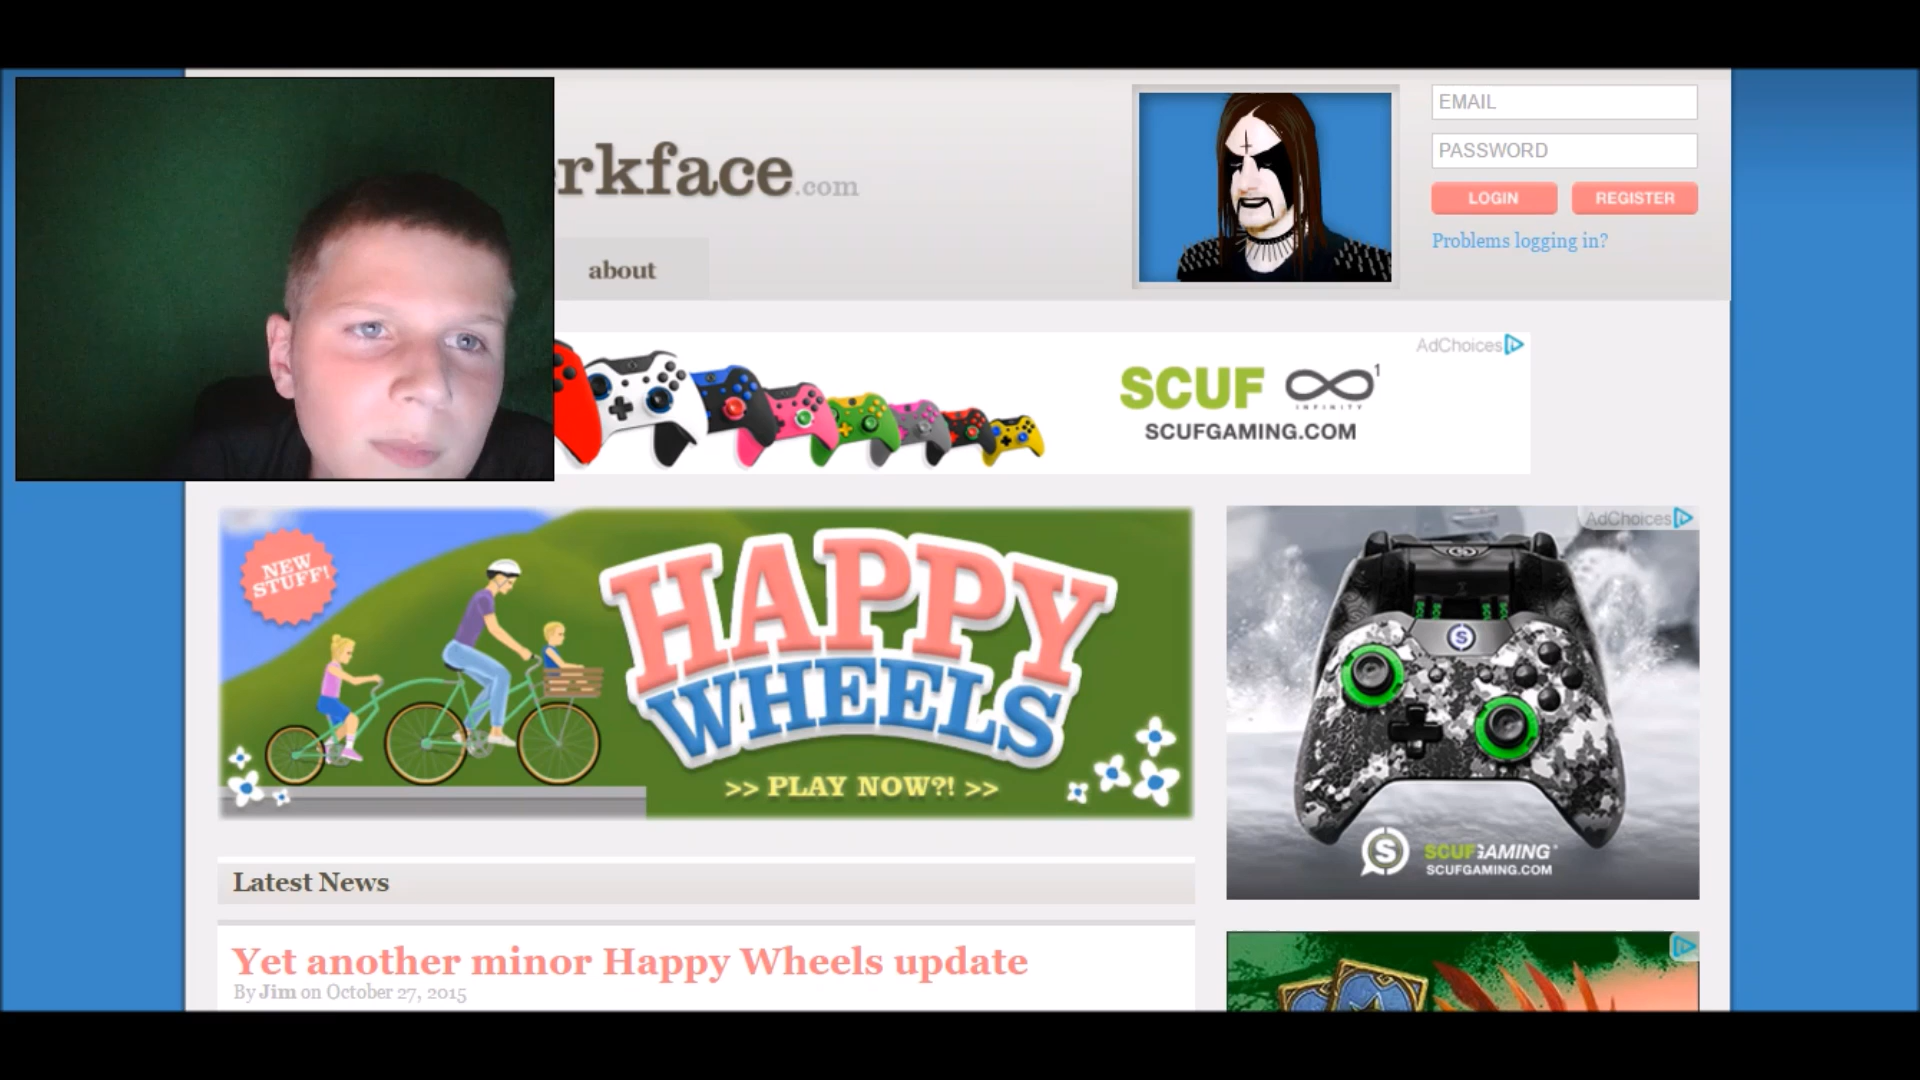 EMAIL
rkface.com
PASSWORD
LOGIN
REGISTER
Problems logging in?
about
AdChoices
SCUF
1
INFINITY
SCUFGAMING.COM
AdChoices
NEW
STUFF!
HAPPY
WHEELS
>> PLAY NOW?! >>
S
SCUFGAMING
SCUFGAMING.COM
Latest News
Yet another minor Happy Wheels update
By Jim on October 27, 2015